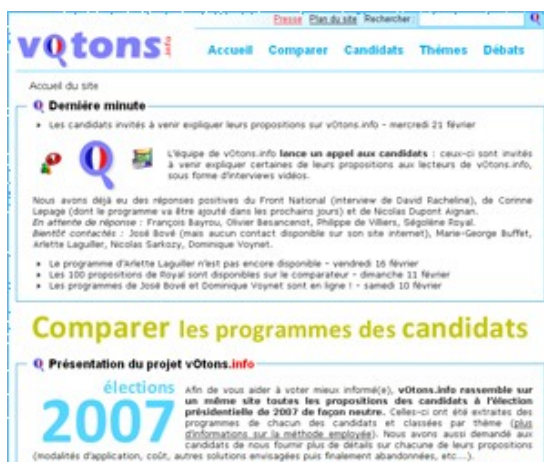 Presse Plan du site Rechercher :
vOtons.info
Accueil Comparer Candidats Thèmes Débats
Accueil du site
Dernière minute
Les candidats invités à venir expliquer leurs propositions sur vOtons.info - mercredi 21 février
L'équipe de vOtons.info lance un appel aux candidats : ceux-ci sont invités
à venir expliquer certaines de leurs propositions aux lecteurs de vOtons.info,
sous forme d'interviews vidéos.
Nous avons déjà eu des réponses positives du Front National (interview de David Racheline), de Corinne
Lepage (dont le programme va être ajouté dans les prochains jours) et de Nicolas Dupont Aignan.
En attente de réponse : François Bayrou, Olivier Besancenot, Philippe de Villiers, Ségolène Royal.
Bientôt contactés : José Bové (mais aucun contact disponible sur son site internet), Marie-George Buffet,
Arlette Laguiller, Nicolas Sarkozy, Dominique Voynet.
Le programme d'Arlette Laguiller n'est pas encore disponible - vendredi 16 février
Les 100 propositions de Royal sont disponibles sur le comparateur - dimanche 11 février
Les programmes de José Bové et Dominique Voynet sont en ligne ! - samedi 10 février
Comparer les programmes des candidats
Présentation du projet vOtons.info
élections
2007
Afin de vous aider à voter mieux informé(e), vOtons.info rassemble sur
un même site toutes les propositions des candidats à l'élection
présidentielle de 2007 de façon neutre. Celles-ci ont été extraites des
programmes de chacun des candidats et classées par thème (plus
d'informations sur la méthode employée). Nous avons aussi demandé aux
candidats de nous fournir plus de détails sur chacune de leurs propositions
(modalités d'application, coût, autres solutions envisagées puis finalement abandonnées, etc...).